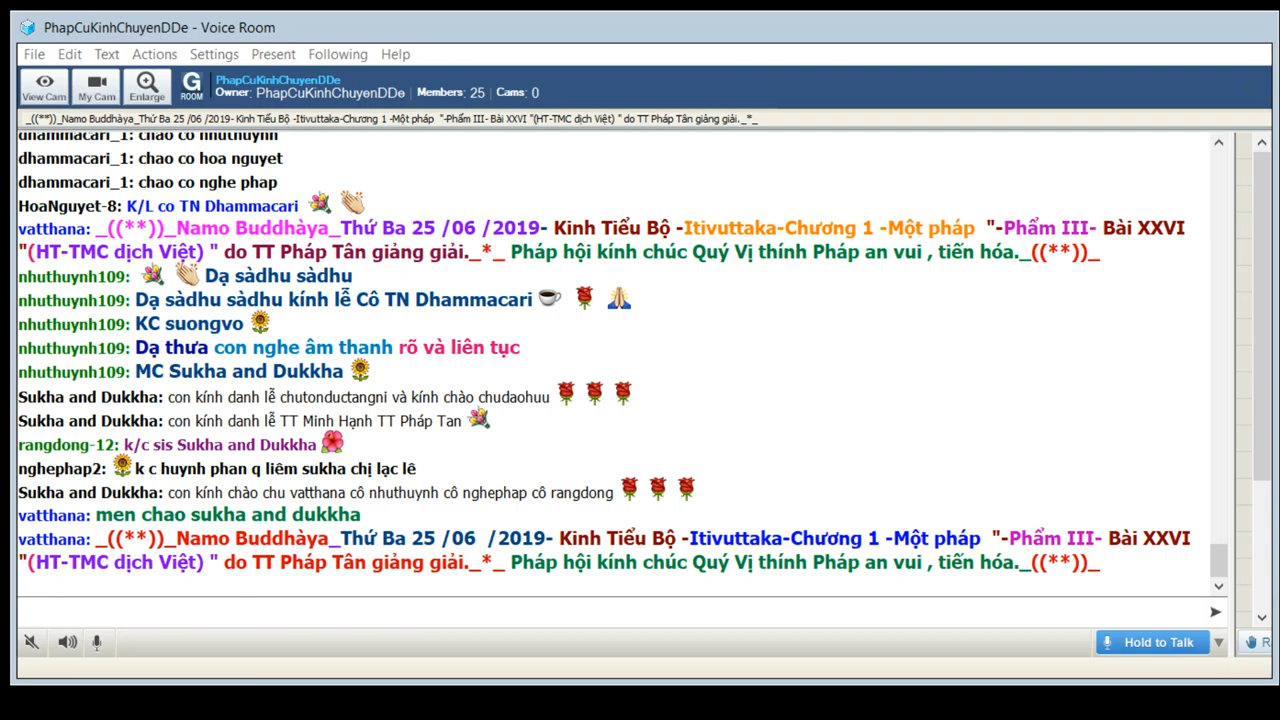 PhapCuKinhChuyenDDe - Voice Room
File Edit Text Actions Settings Present Following Help
View Cam My Cam Enlarge G ROOM
PhapCuKinhChuyenDDe
Owner: PhapCuKinhChuyenDDe Members: 25 Cams: 0
_((**))_Namo Buddhàya_Thứ Ba 25 /06 /2019- Kinh Tiểu Bộ -Itivuttaka-Chương 1 -Một pháp "-Phẩm III- Bài XXVI "(HT-TMC dịch Việt) " do TT Pháp Tân giảng giải._*_
dhammacari_1: chao co nhuthuynh
dhammacari_1: chao co hoa nguyet
dhammacari_1: chao co nghe phap
HoaNguyet-8: K/L co TN Dhammacari
vatthana: _((**))_Namo Buddhàya_Thứ Ba 25 /06 /2019- Kinh Tiểu Bộ -Itivuttaka-Chương 1 -Một pháp "-Phẩm III- Bài XXVI
"(HT-TMC dịch Việt) " do TT Pháp Tân giảng giải._*_ Pháp hội kính chúc Quý Vị thính Pháp an vui , tiến hóa._((**))_
nhuthuynh109: Dạ sàdhu sàdhu
nhuthuynh109: Dạ sàdhu sàdhu kính lễ Cô TN Dhammacari
nhuthuynh109: KC suongvo
nhuthuynh109: Dạ thưa con nghe âm thanh rõ và liên tục
nhuthuynh109: MC Sukha and Dukkha
Sukha and Dukkha: con kính danh lễ chutonductangni và kính chào chudaohuu
Sukha and Dukkha: con kính danh lễ TT Minh Hạnh TT Pháp Tan
rangdong-12: k/c sis Sukha and Dukkha
nghephap2: k c huynh phan q liêm sukha chị lạc lê
Sukha and Dukkha: con kính chào chu vatthana cô nhuthuynh cô nghephap cô rangdong
vatthana: men chao sukha and dukkha
vatthana: _((**))_Namo Buddhàya_Thứ Ba 25 /06 /2019- Kinh Tiểu Bộ -Itivuttaka-Chương 1 -Một pháp "-Phẩm III- Bài XXVI
"(HT-TMC dịch Việt) " do TT Pháp Tân giảng giải._*_ Pháp hội kính chúc Quý Vị thính Pháp an vui , tiến hóa._((**))_
Hold to Talk